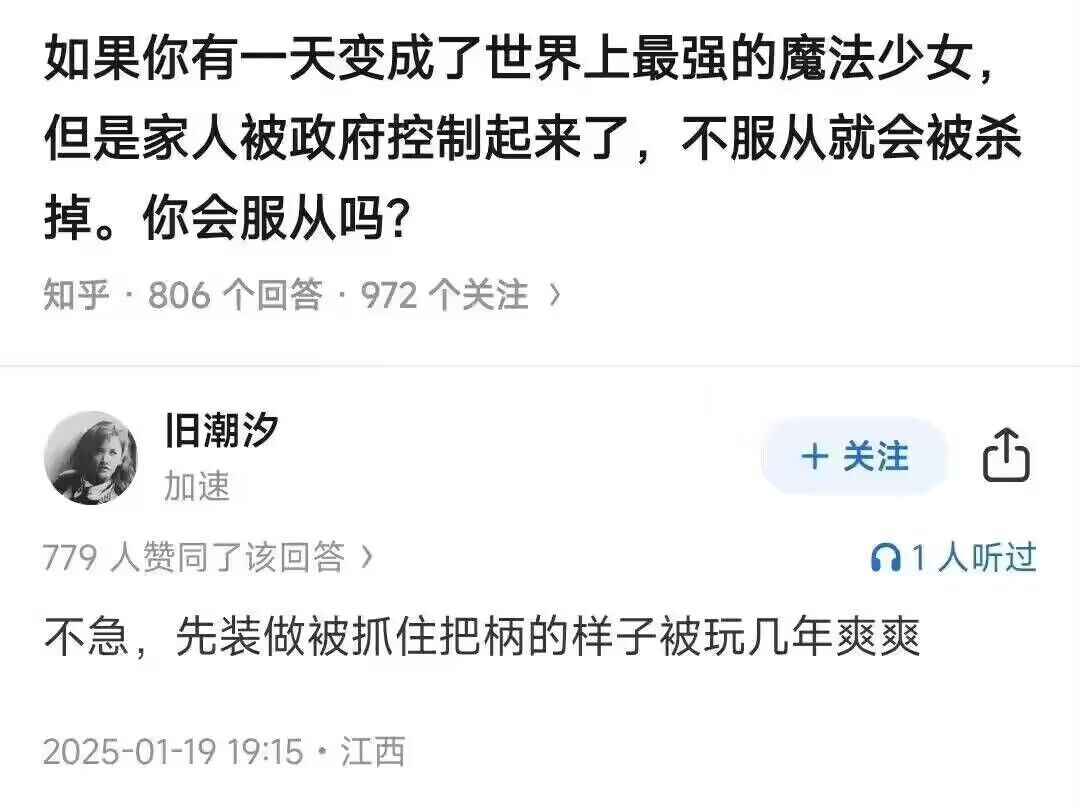 如果你有一天变成了世界上最强的魔法少女，
但是家人被政府控制起来了，不服从就会被杀
掉。你会服从吗？
知乎 · 806 个回答 · 972 个关注 >
旧潮汐
加速
+ 关注
779 人赞同了该回答 >
1 人听过
不急，先装做被抓住把柄的样子被玩几年爽爽
2025-01-19 19:15 · 江西